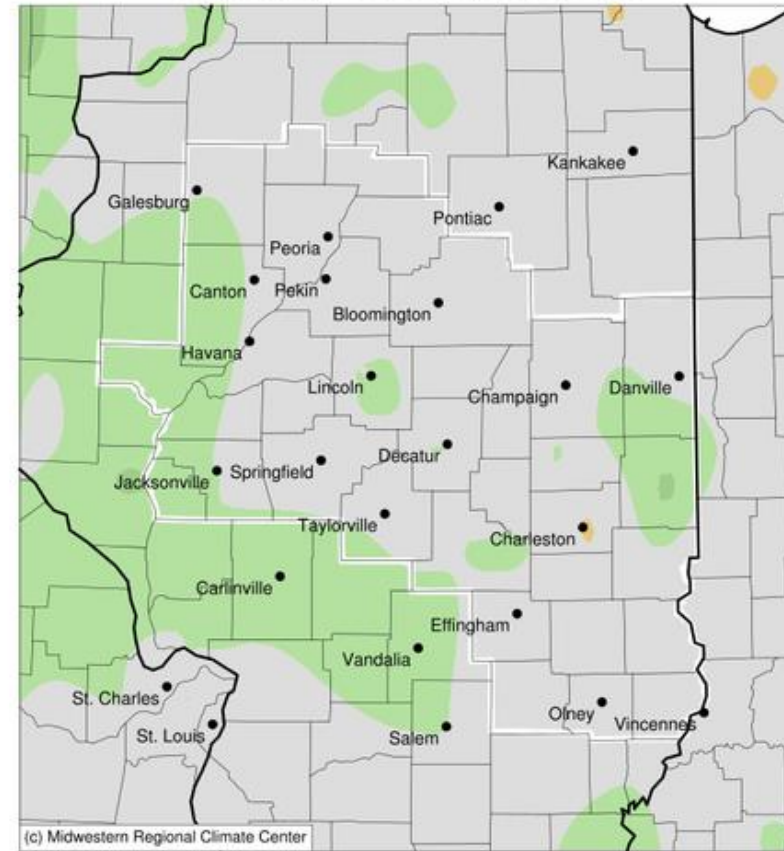 Kankakee
Galesburg
Pontiac
Peoria
Canton
Pekin
Bloomington
Havana
Lincoln
Champaign
Danville
Decatur
Jacksonville
Springfield
Taylorville
Charleston
Carlinville
Effingham
Vandalia
St. Charles
Olney
Vincennes
St. Louis
Salem
(c) Midwestern Regional Climate Center